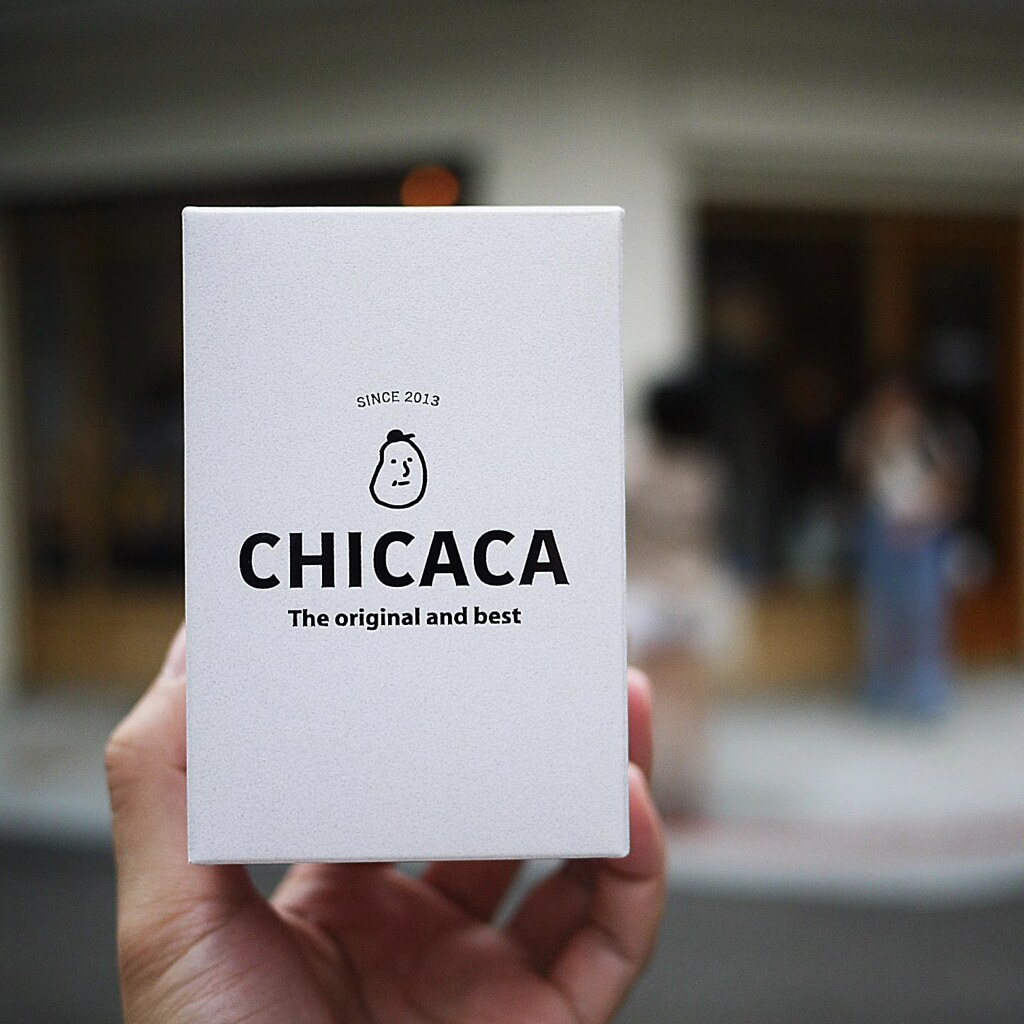 SINCE 2013
CHICACA
The original and best